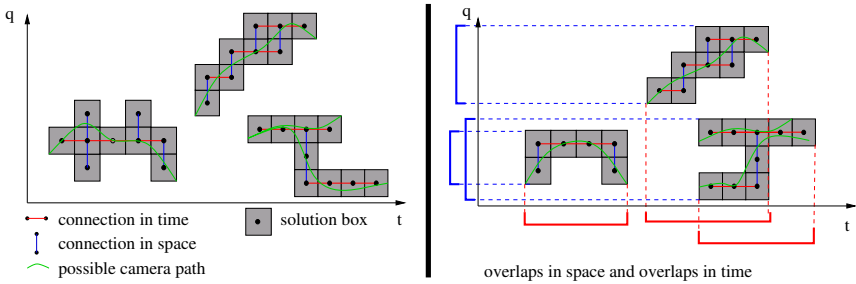 q
t
connection in time
solution box
connection in space
possible camera path
q
t
overlaps in space and overlaps in time